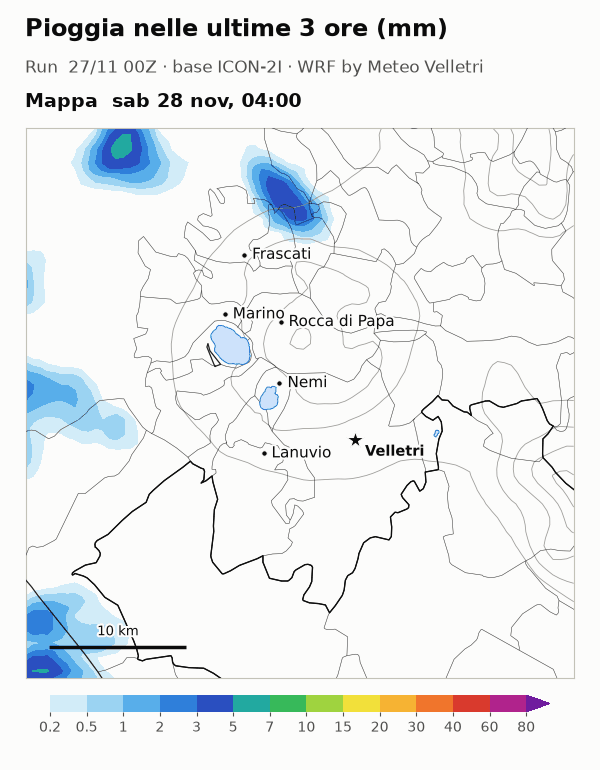 Pioggia nelle ultime 3 ore (mm)
Run 27/11 00Z · base ICON-2I · WRF by Meteo Velletri
Mappa sab 28 nov, 04:00
Frascati
Marino
Rocca di Papa
Nemi
Velletri
Lanuvio
10 km
0.2 0.5 1 2 3 5 7 10 15 20 30 40 60 80